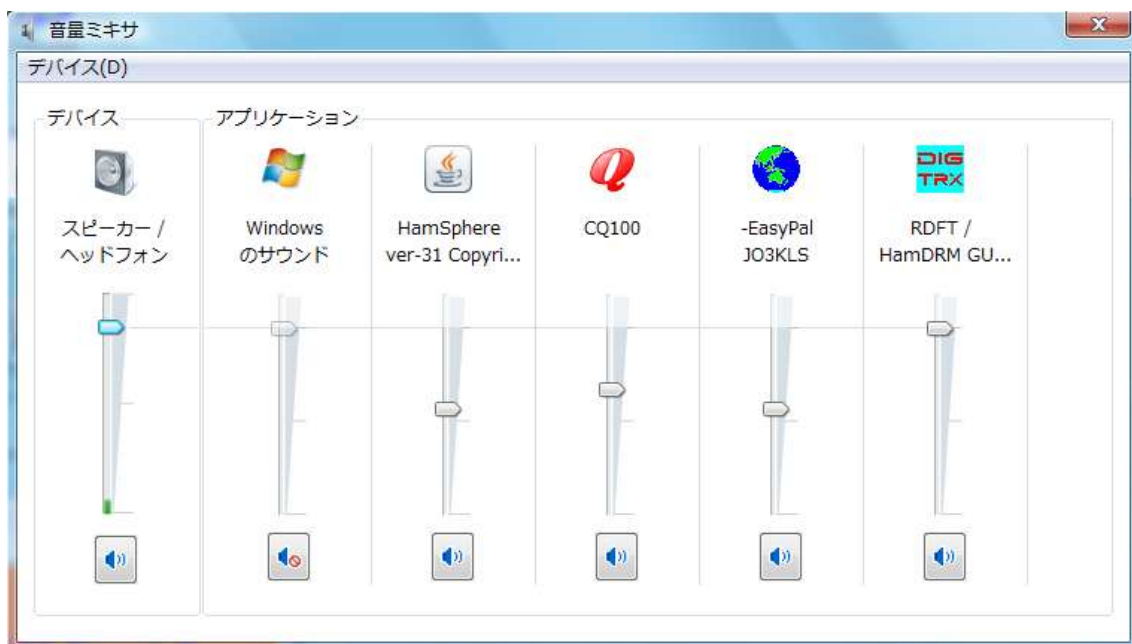 音量ミキサ
デバイス(D)
デバイス
アプリケーション
スピーカー /
ヘッドフォン
Windows
のサウンド
HamSphere
ver-31 Copyri...
CQ100
-EasyPal
JO3KLS
DIG
TRX
RDFT /
HamDRM GU...